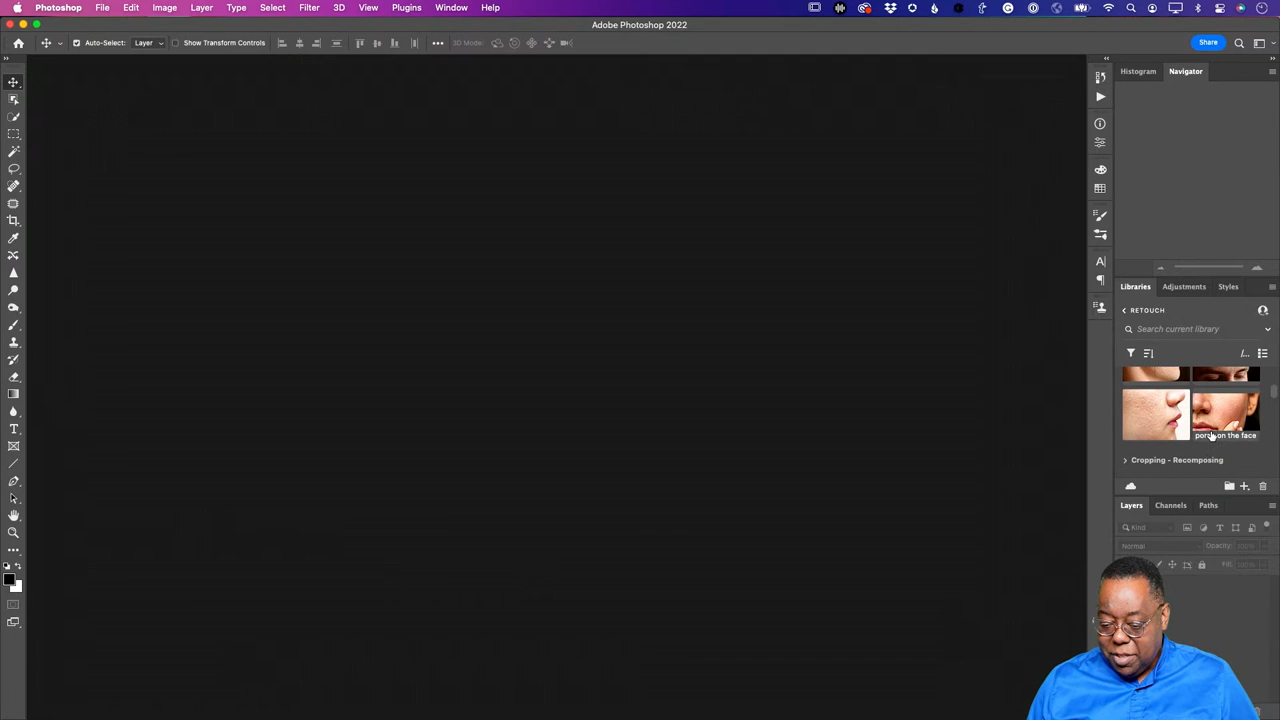 Photoshop File Edit Image Layer Type Select Filter 3D View Plugins Window Help
Adobe Photoshop 2022
Auto-Select: Layer Show Transform Controls 3D Mode: Share
Histogram Navigator
Libraries Adjustments Styles
RETOUCH
Search current library
on the face
Cropping - Recomposing
Layers Channels Paths
Kind
Normal Opacity: 100%
Fill: 100%